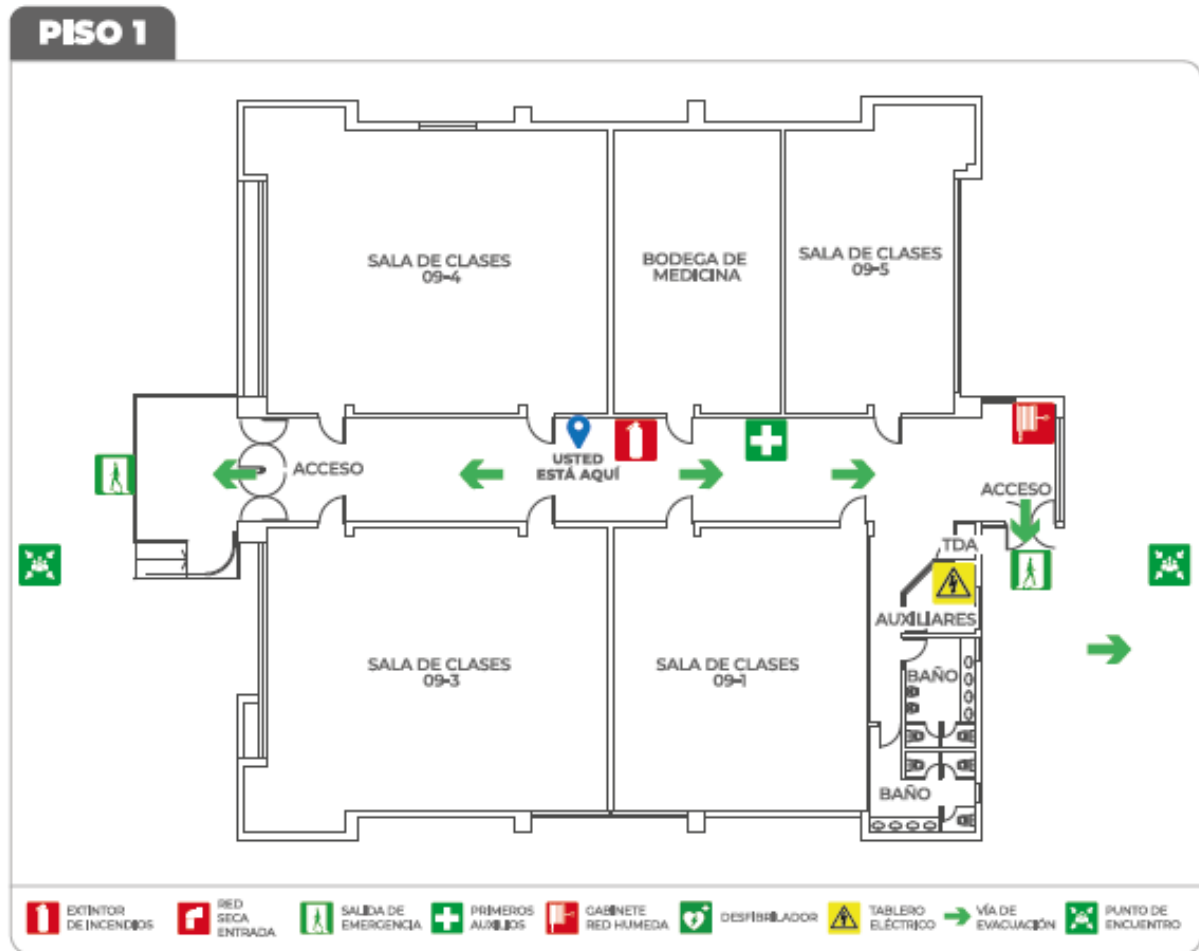 PISO 1
SALA DE CLASES
09-4
BODEGA DE
MEDICINA
SALA DE CLASES
09-5
USTED
ESTÁ AQUÍ
ACCESO
ACCESO
TDA
AUXILIARES
SALA DE CLASES
09-3
SALA DE CLASES
09-1
BAÑO
BAÑO
EXTINTOR
DE INCENDIOS
RED
SECA
ENTRADA
SALIDA DE
EMERGENCIA
PRIMEROS
AUXILIOS
GABINETE
RED HUMEDA
DESFIBRILADOR
TABLERO
ELÉCTRICO
VÍA DE
EVACUACIÓN
PUNTO DE
ENCUENTRO